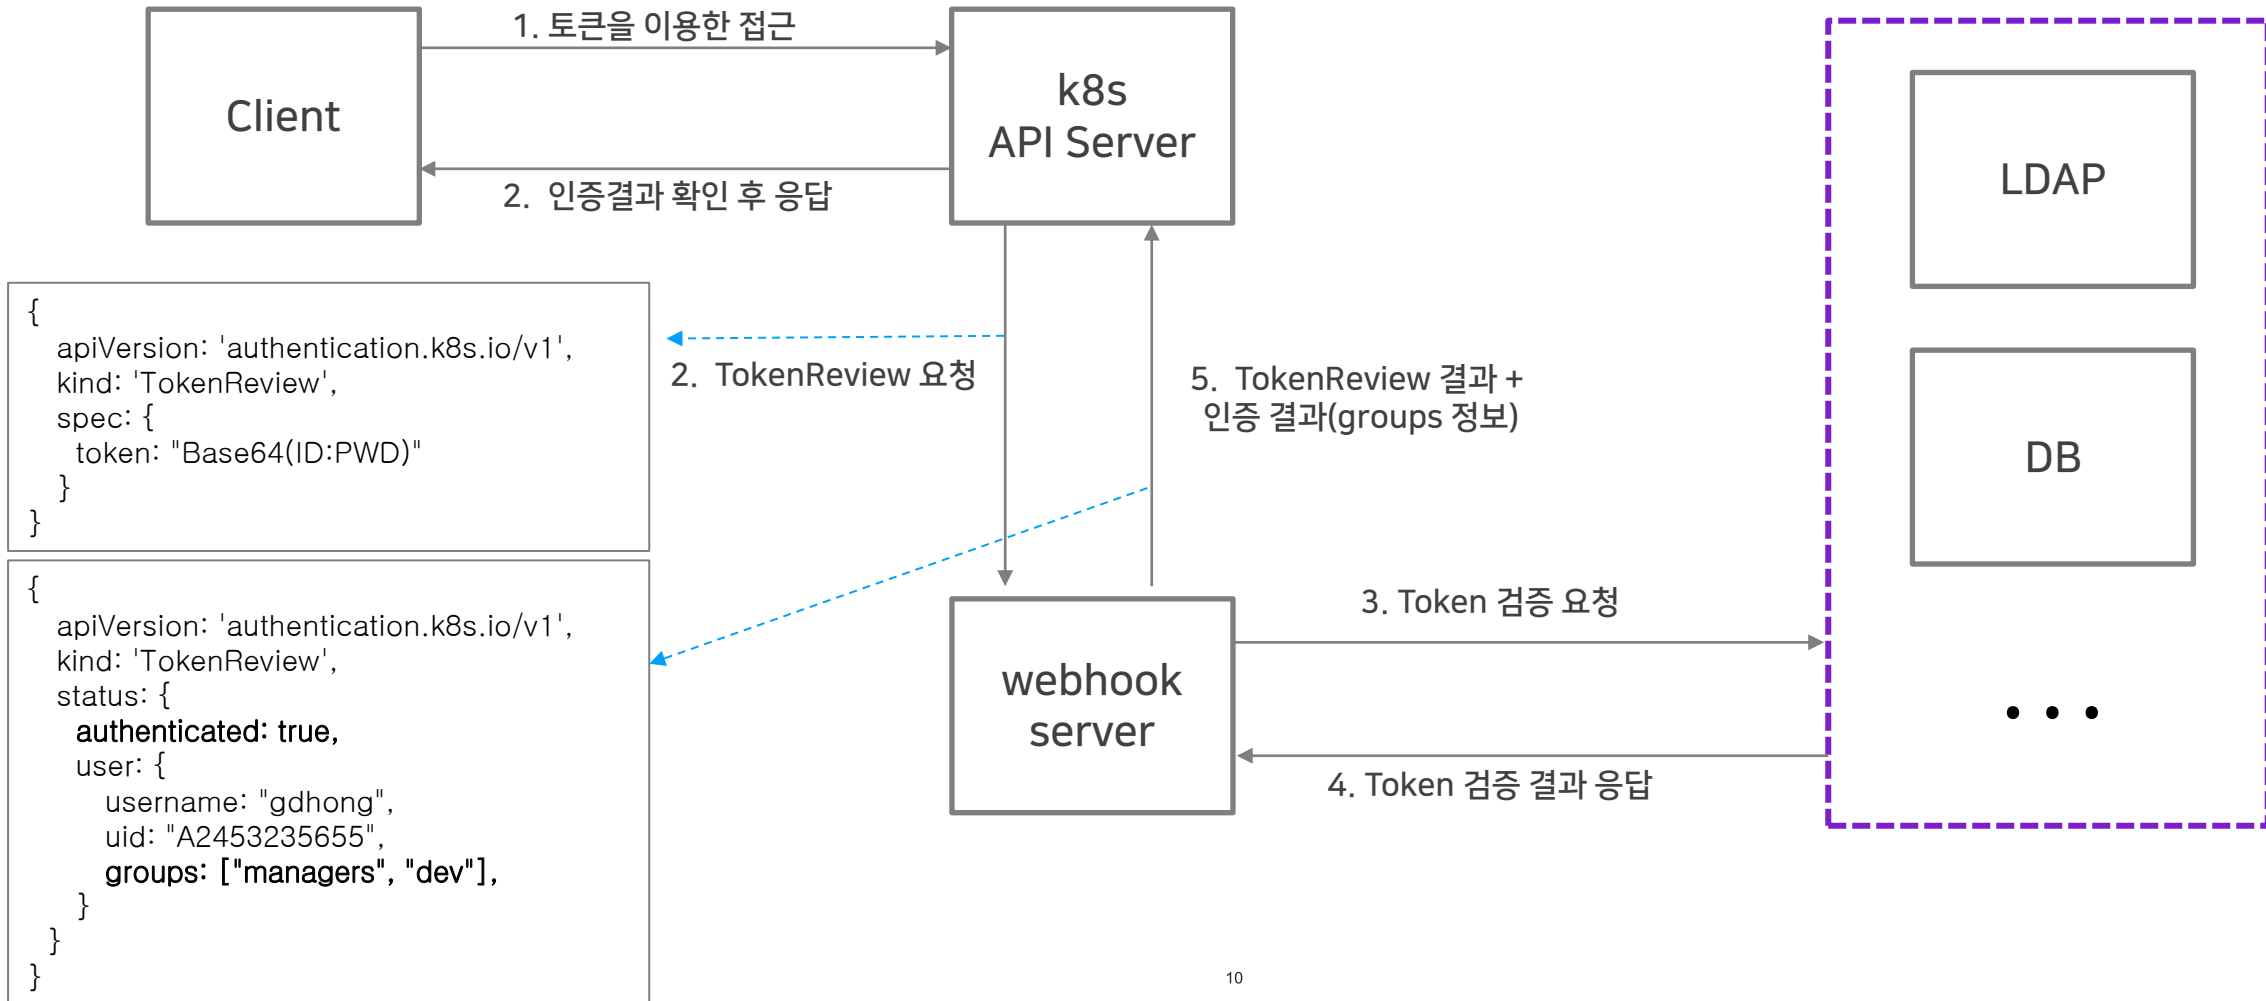 1. 토큰을 이용한 접근
Client
k8s
API Server
2. 인증결과 확인 후 응답
LDAP
{
apiVersion: 'authentication.k8s.io/v1',
kind: 'TokenReview',
spec: {
token: "Base64(ID:PWD)"
}
}
2. TokenReview 요청
5. TokenReview 결과 +
인증 결과(groups 정보)
DB
{
apiVersion: 'authentication.k8s.io/v1',
kind: 'TokenReview',
status: {
authenticated: true,
user: {
username: "gdhong",
uid: "A2453235655",
groups: ["managers", "dev"],
}
}
}
webhook
server
3. Token 검증 요청
4. Token 검증 결과 응답
• • •
10